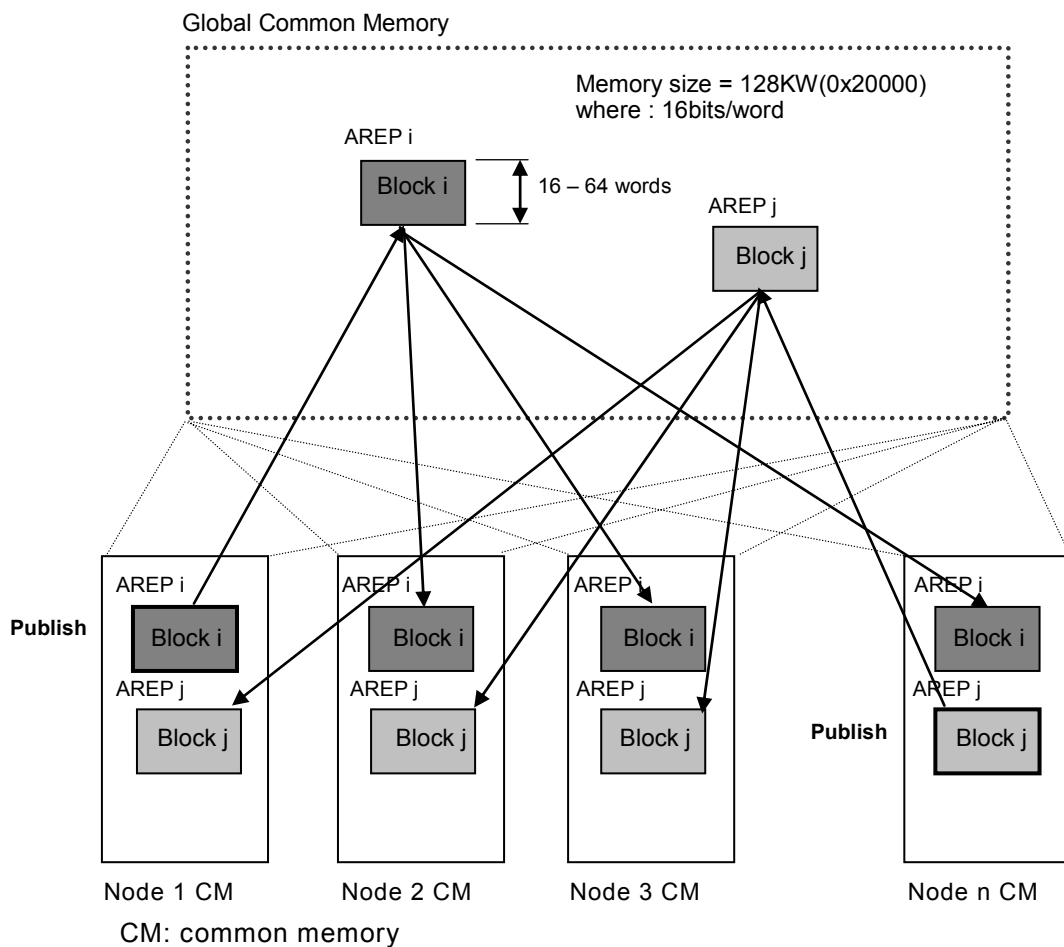 Global Common Memory
Memory size = 128KW(0x20000)
where : 16bits/word
AREP i
Block i
16 – 64 words
AREP j
Block j
AREP i
AREP i
AREP i
AREP i
Publish
Block i
Block i
Block i
Block i
AREP j
AREP j
AREP j
AREP j
Block j
Block j
Block j
Publish
Block j
Node 1 CM
Node 2 CM
Node 3 CM
Node n CM
CM: common memory